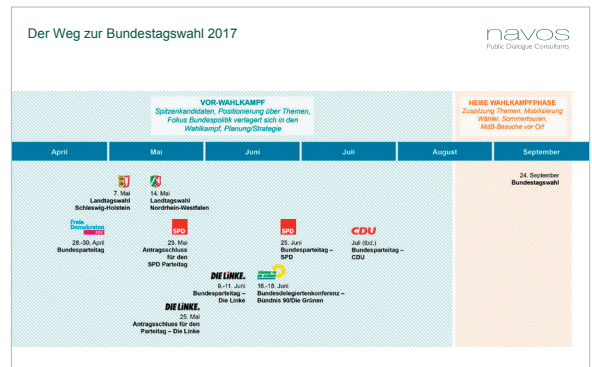 Der Weg zur Bundestagswahl 2017
navos
Public Dialogue Consultants
VOR-WAHLKAMPF
Spitzenkandidaten, Positionierung über Themen,
Fokus Bundespolitik verlagert sich in den
Wahlkampf, Planung/Strategie
HEIßE WAHLKAMPFPHASE
Zuspitzung Themen, Mobilisierung
Wähler, Sommertouren,
MdB-Besuche vor Ort
April
Mai
Juni
Juli
August
September
7. Mai
Landtagswahl
Schleswig-Holstein
14. Mai
Landtagswahl
Nordrhein-Westfalen
24. September
Bundestagswahl
Freie
Demokraten
FDP
28.-30. April
Bundesparteitag
SPD
23. Mai
Antragsschluss
für den
SPD Parteitag
SPD
25. Juni
Bundesparteitag –
SPD
CDU
Juli (tbd.)
Bundesparteitag –
CDU
DIE LINKE.
9.-11. Juni
Bundesparteitag –
Die Linke
BÜNDNIS 90
DIE GRÜNEN
16.-18. Juni
Bundesdelegiertenkonferenz –
Bündnis 90/Die Grünen
DIE LINKE.
25. Mai
Antragsschluss für den
Parteitag – Die Linke